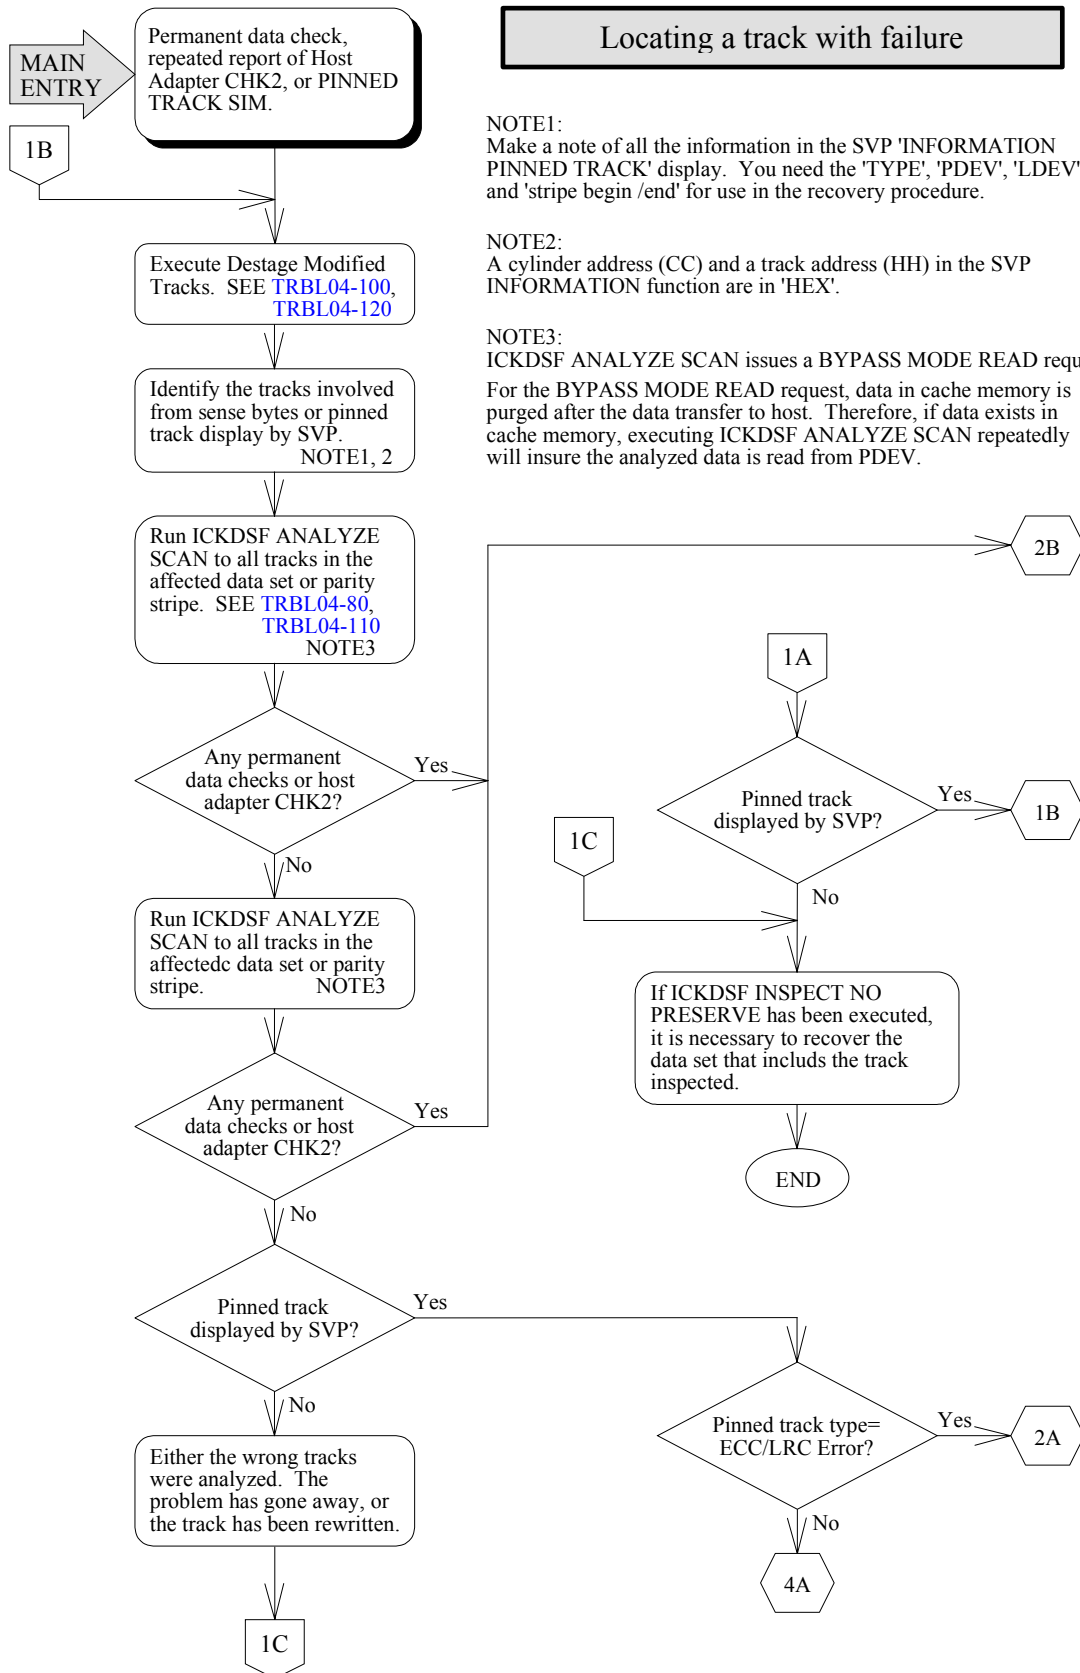 Locating a track with failure
MAIN
ENTRY
Permanent data check,
repeated report of Host
Adapter CHK2, or PINNED
TRACK SIM.
1B
NOTE1:
Make a note of all the information in the SVP 'INFORMATION
PINNED TRACK' display.  You need the 'TYPE', 'PDEV', 'LDEV'
and 'stripe begin /end' for use in the recovery procedure.
NOTE2:
A cylinder address (CC) and a track address (HH) in the SVP
INFORMATION function are in 'HEX'.
NOTE3:
ICKDSF ANALYZE SCAN issues a BYPASS MODE READ requ
For the BYPASS MODE READ request, data in cache memory is
purged after the data transfer to host.  Therefore, if data exists in
cache memory, executing ICKDSF ANALYZE SCAN repeatedly
will insure the analyzed data is read from PDEV.
Execute Destage Modified
Tracks.  SEE TRBL04-100,
TRBL04-120
Identify the tracks involved
from sense bytes or pinned
track display by SVP.
NOTE1, 2
Run ICKDSF ANALYZE
SCAN to all tracks in the
affected data set or parity
stripe.  SEE TRBL04-80,
TRBL04-110
NOTE3
2B
Any permanent
data checks or host
adapter CHK2?
Yes
No
Run ICKDSF ANALYZE
SCAN to all tracks in the
affectedc data set or parity
stripe. NOTE3
Any permanent
data checks or host
adapter CHK2?
Yes
No
Pinned track
displayed by SVP?
Yes
No
Either the wrong tracks
were analyzed.  The
problem has gone away, or
the track has been rewritten.
1C
1A
Pinned track
displayed by SVP?
Yes
1B
No
1C
If ICKDSF INSPECT NO
PRESERVE has been executed,
it is necessary to recover the
data set that includs the track
inspected.
END
Pinned track type=
ECC/LRC Error?
Yes
2A
No
4A